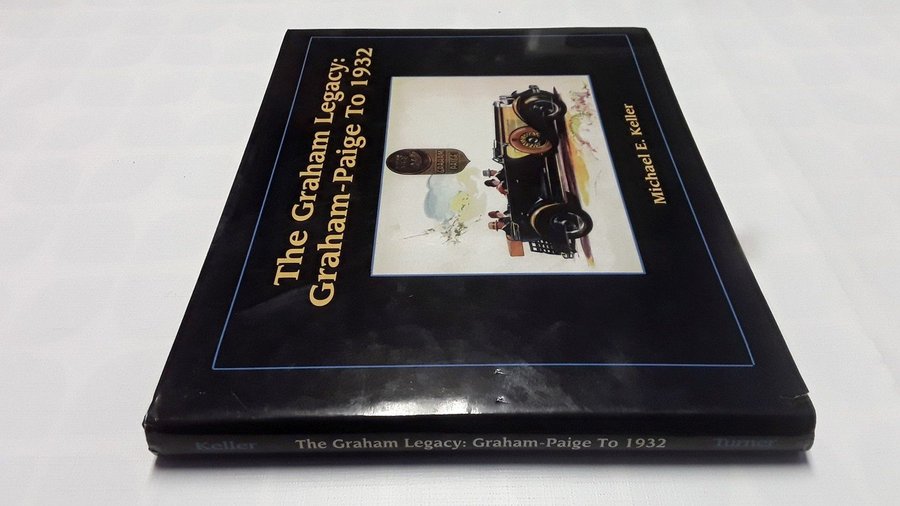 The Graham Legacy:
Graham-Paige To 1932
Michael E. Keller
Keller The Graham Legacy: Graham-Paige To 1932 Turner